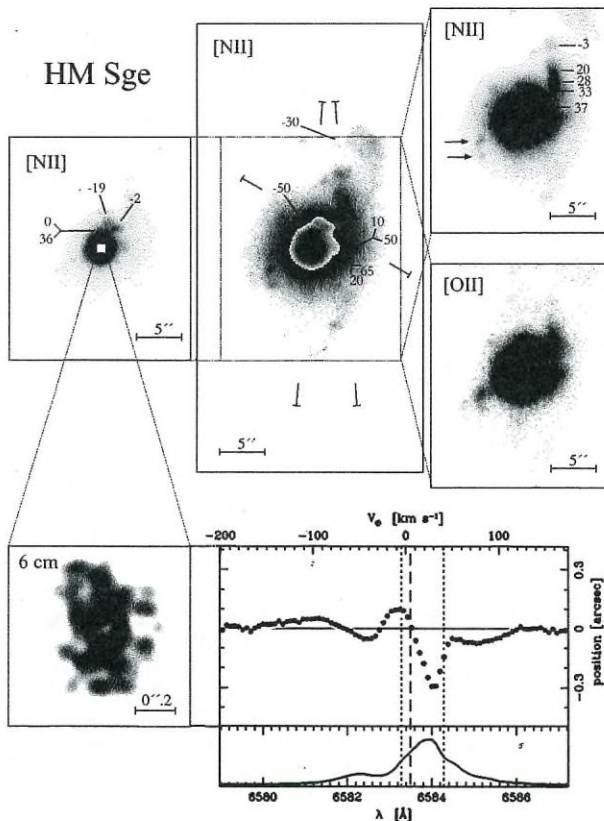 HM Sge
[NII]
-19
-2
0
36
5´´
[NII]
-30
-50
10
50
-65
20
5´´
[NII]
-3
20
28
33
37
5´´
[OII]
5´´
6 cm
0´´.2
V⊙ [km s⁻¹]
-200 -100 0 100
0.3
0
-0.3
position [arcsec]
6580 6582 6584 6586
λ [Å]